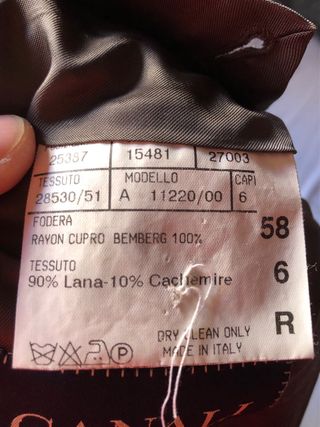 25387 15481 27003
TESSUTO MODELLO CAPI
28530/51 A 11220/00 6
FODERA
RAYON CUPRO BEMBERG 100% 58
TESSUTO 6
90% Lana-10% Cachemire
DRY CLEAN ONLY R
MADE IN ITALY
P